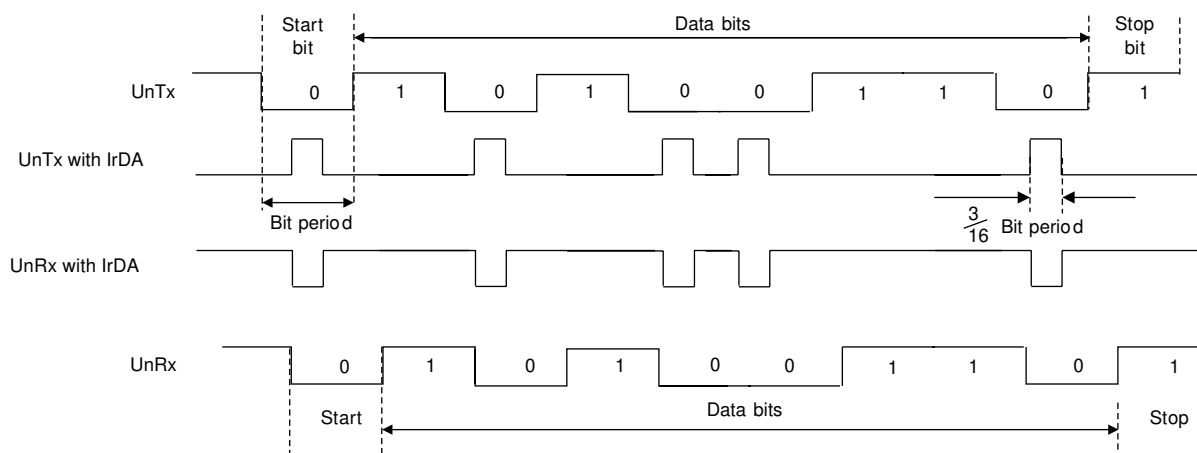 Start
bit
Data bits
Stop
bit
UnTx
0 1 0 1 0 0 1 1 0 1
UnTx with IrDA
Bit period
3
16
Bit period
UnRx with IrDA
UnRx
0 1 0 1 0 0 1 1 0 1
Start
Data bits
Stop